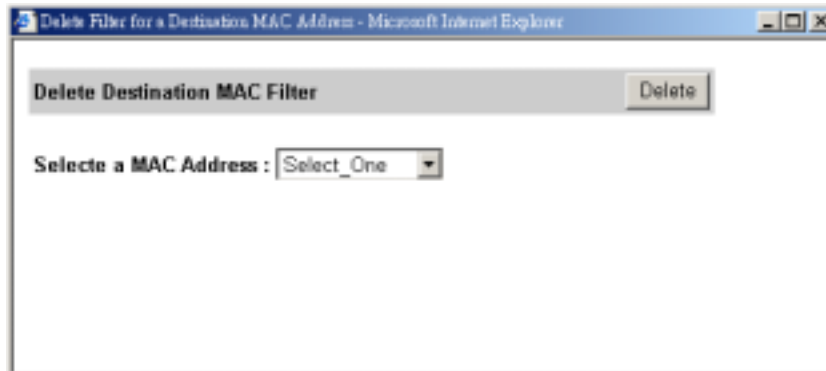 Delete Filter for a Destination MAC Address - Microsoft Internet Explorer
Delete Destination MAC Filter Delete
Selecte a MAC Address : Select_One